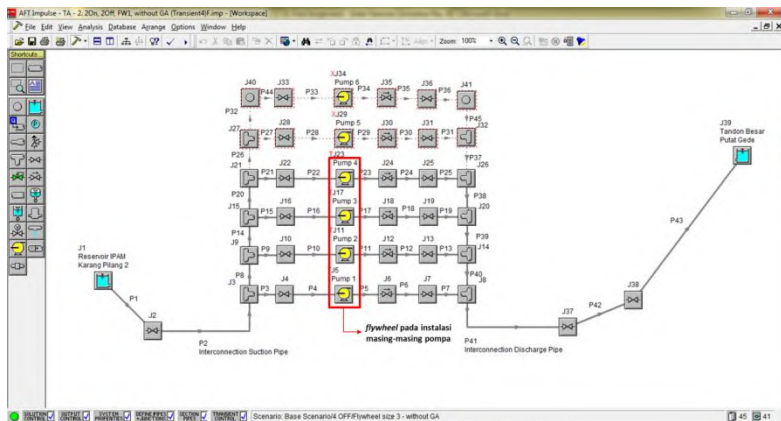 AFT Impulse - TA - 2, 2On, 2Off, FW1, without GA (Transient4)F.imp - [Workspace]
File Edit View Analysis Database Arrange Options Window Help
Zoom: 100%
Shortcuts
J40 P44 J33 P33 XJ34 Pump 6 P34 J35 P35 J36 P36 J41
P32 P45
J27 P27 J28 P28 XJ29 Pump 5 P29 J30 P30 J31 P31 J32
P26 P37
J21 P21 J22 P22 TJ23 Pump 4 P23 J24 P24 J25 P25 J26
P20 P38
J15 P15 J16 P16 J17 Pump 3 P17 J18 P18 J19 P19 J20
P14 P39
J9 P9 J10 P10 J11 Pump 2 P11 J12 P12 J13 P13 J14
P8 P40
J3 P3 J4 P4 J5 Pump 1 P5 J6 P6 J7 P7 J8
J39
Tandon Besar
Putat Gede
P43
J1
Reservoir IPAM
Karang Pilang 2
P1
J2
P2
Interconnection Suction Pipe
flywheel pada instalasi
masing-masing pompa
P41
Interconnection Discharge Pipe
J37 P42 J38
SOLUTION CONTROL OUTPUT CONTROL SYSTEM PROPERTIES DEFINE PIPES + JUNCTIONS SECTION PIPES TRANSIENT CONTROL Scenario: Base Scenario/4 OFF/Flywheel size 3 - without GA 45 41